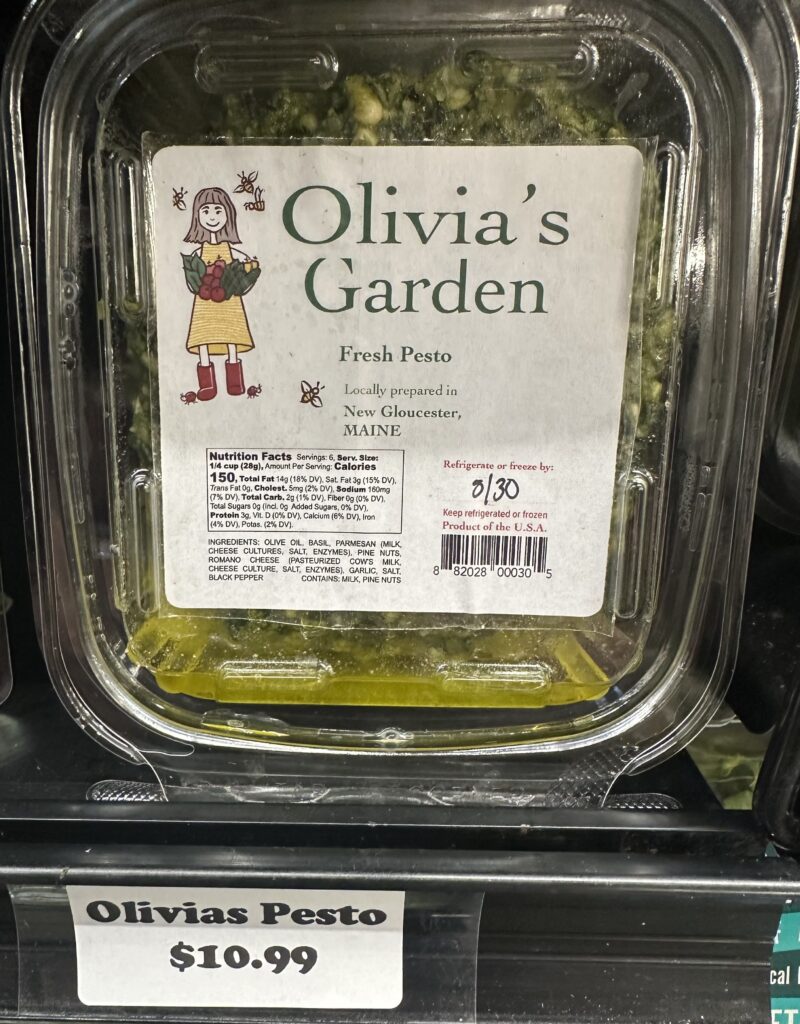 Olivia's
Garden
Fresh Pesto
Locally prepared in
New Gloucester,
MAINE
Nutrition Facts Servings: 6, Serv. Size:
1/4 cup (28g), Amount Per Serving: Calories
150, Total Fat 14g (18% DV), Sat. Fat 3g (15% DV),
Trans Fat 0g, Cholest. 5mg (2% DV), Sodium 160mg
(7% DV), Total Carb. 2g (1% DV), Fiber 0g (0% DV),
Total Sugars 0g (Incl. 0g Added Sugars, 0% DV),
Protein 3g, Vit. D (0% DV), Calcium (6% DV), Iron
(4% DV), Potas. (2% DV).
INGREDIENTS: OLIVE OIL, BASIL, PARMESAN (MILK,
CHEESE CULTURES, SALT, ENZYMES), PINE NUTS,
ROMANO CHEESE (PASTEURIZED COW'S MILK,
CHEESE CULTURE, SALT, ENZYMES), GARLIC, SALT,
BLACK PEPPER CONTAINS: MILK, PINE NUTS
Refrigerate or freeze by:
8/30
Keep refrigerated or frozen
Product of the U.S.A.
8 82028 00030 5
Olivias Pesto
$10.99